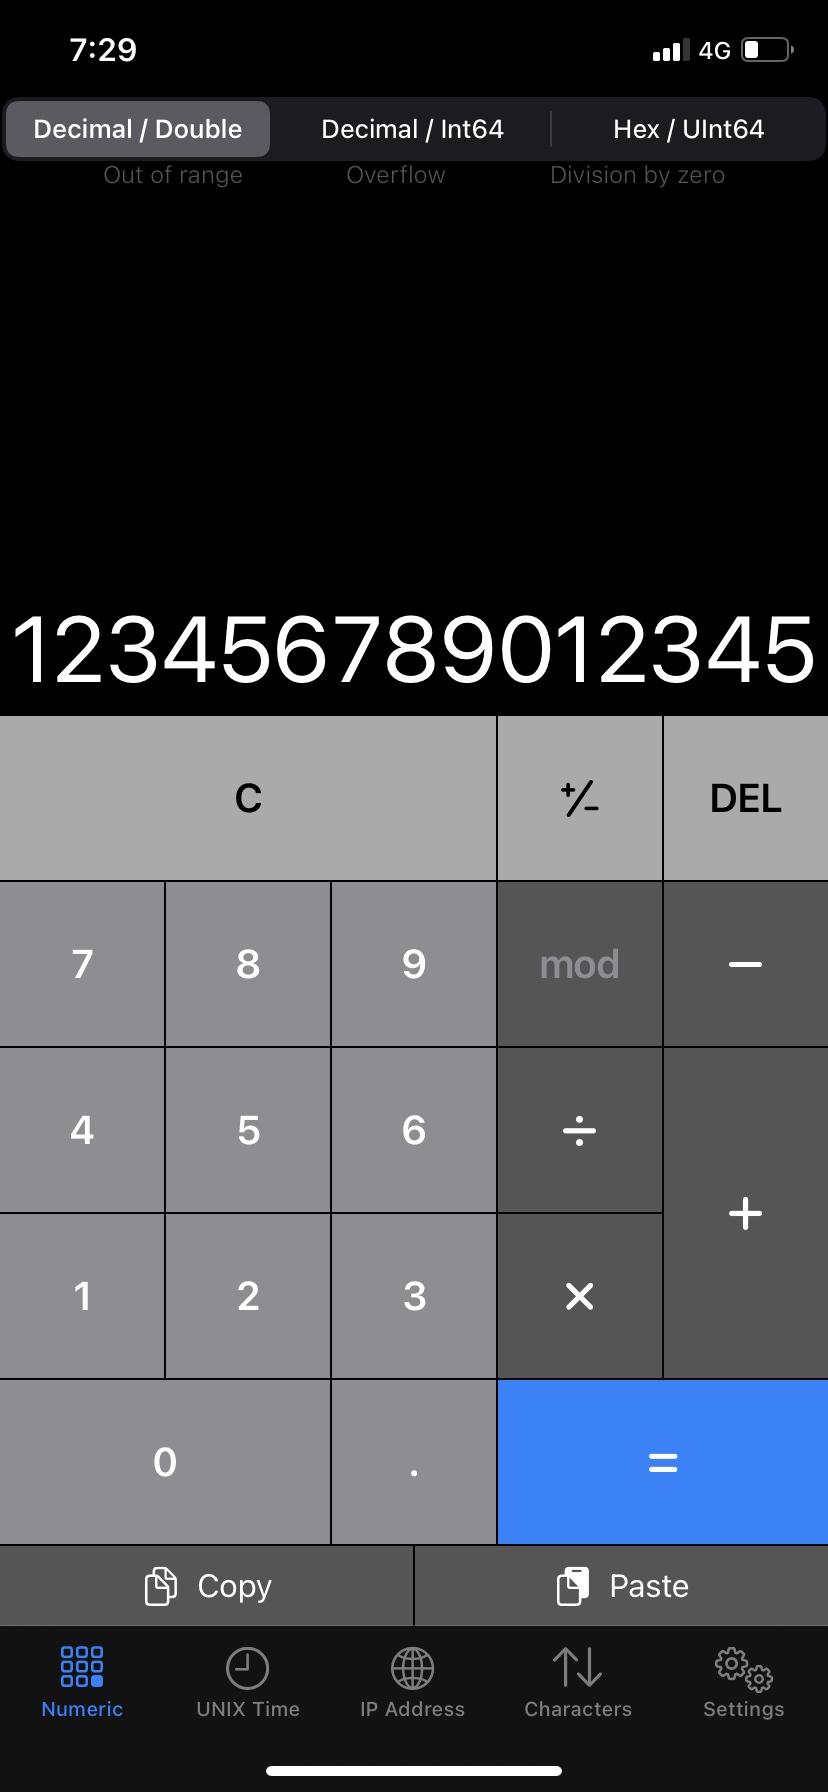 7:29 4G
Decimal / Double Decimal / Int64 Hex / UInt64
Out of range Overflow Division by zero
123456789012345
C +/− DEL
7 8 9 mod −
4 5 6 ÷
+
1 2 3 ×
0 . =
Copy Paste
Numeric UNIX Time IP Address Characters Settings